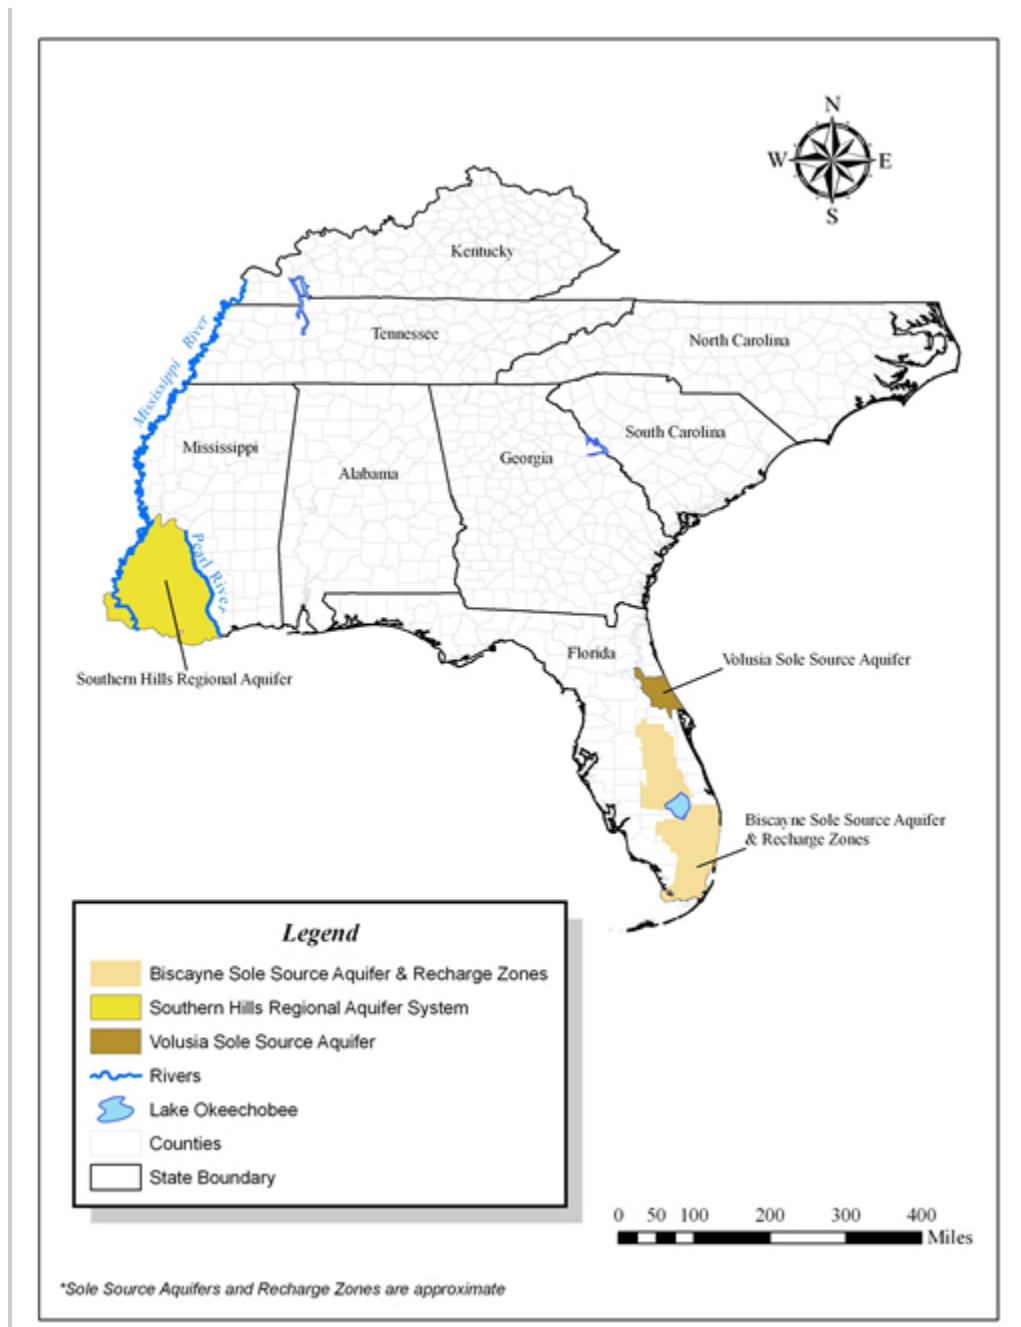 N
W E
S
Kentucky
Mississippi River
Tennessee
North Carolina
South Carolina
Mississippi
Georgia
Alabama
Pearl River
Florida
Volusia Sole Source Aquifer
Southern Hills Regional Aquifer
Biscayne Sole Source Aquifer
& Recharge Zones
Legend
Biscayne Sole Source Aquifer & Recharge Zones
Southern Hills Regional Aquifer System
Volusia Sole Source Aquifer
Rivers
Lake Okeechobee
Counties
State Boundary
0 50 100 200 300 400
Miles
*Sole Source Aquifers and Recharge Zones are approximate